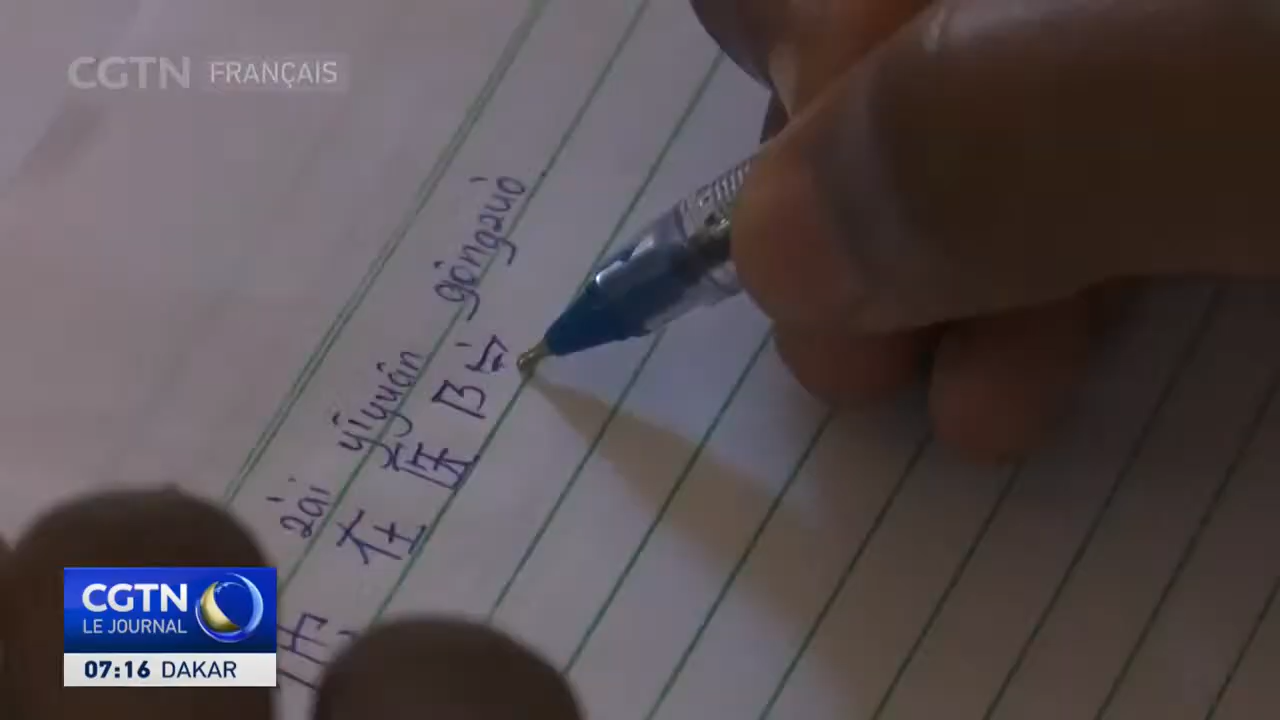 CGTN FRANÇAIS
zài yīyuàn gōngzuò
在医
CGTN
LE JOURNAL
07:16 DAKAR